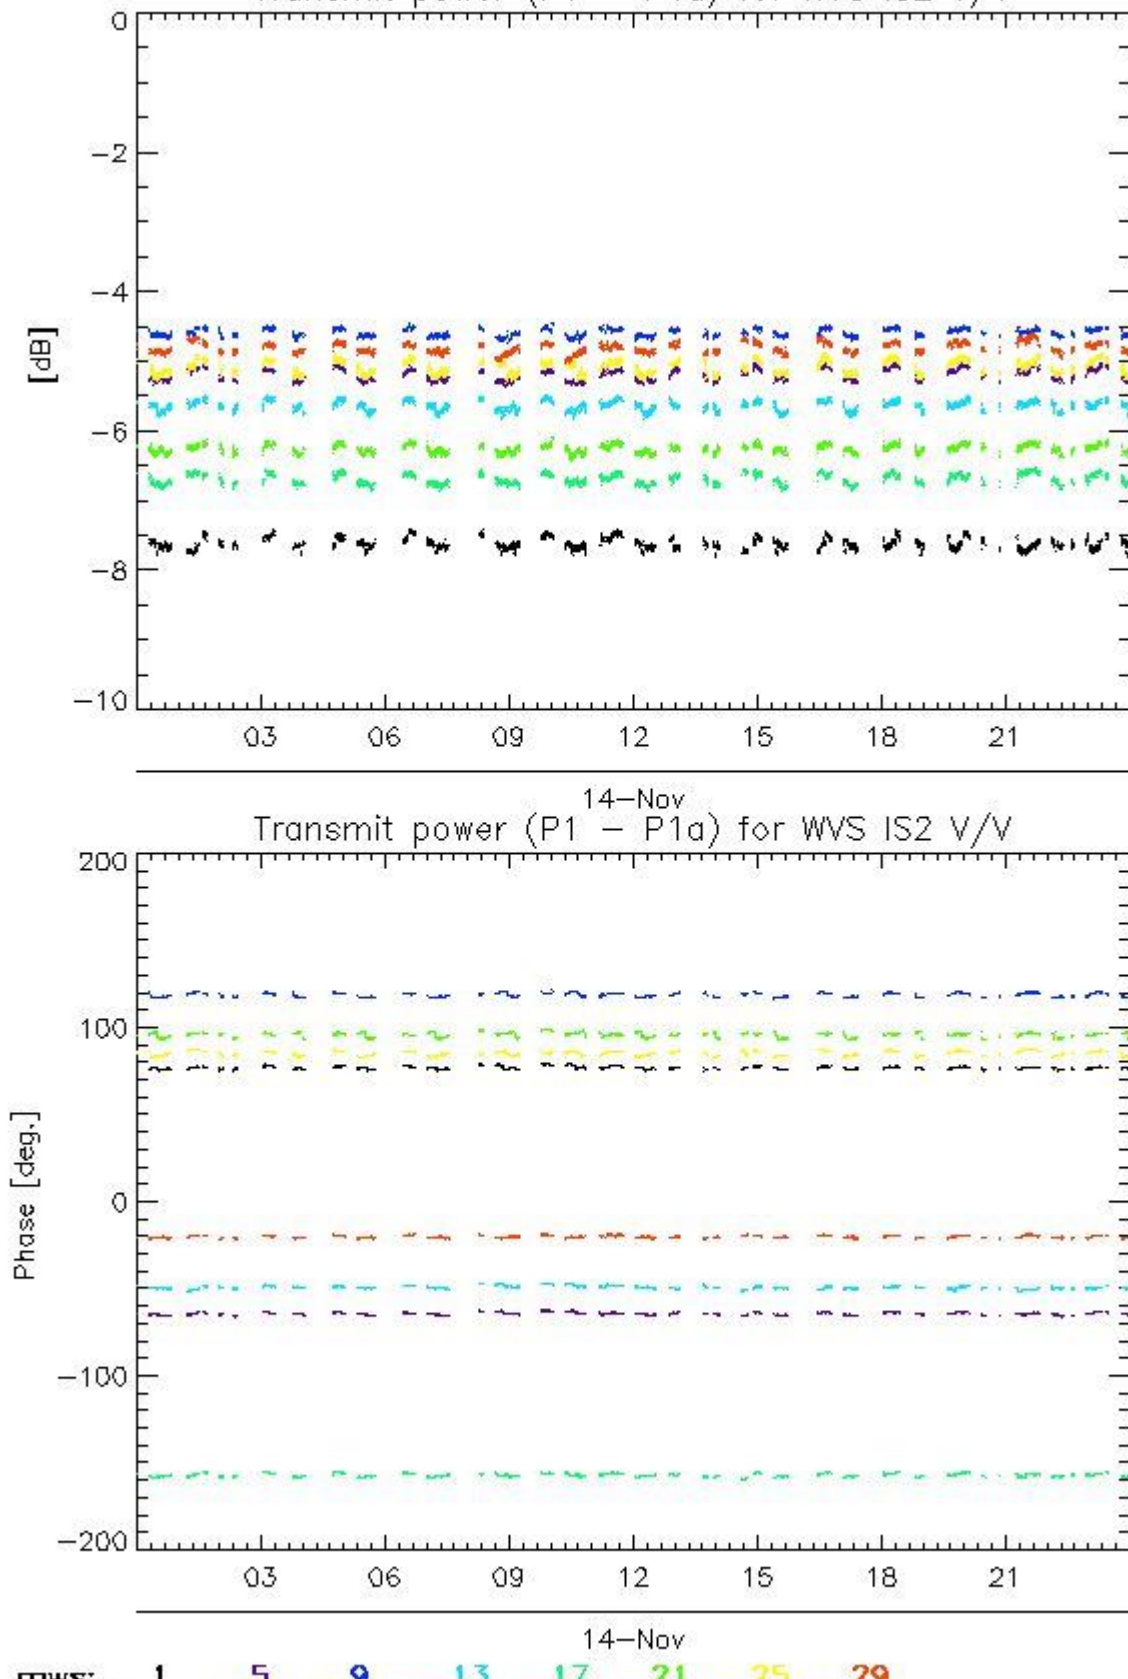 0
−2
−4
[dB]
−6
−8
−10
03 06 09 12 15 18 21
14−Nov
Transmit power (P1 − P1a) for WVS IS2 V/V
200
100
Phase [deg.]
0
−100
−200
03 06 09 12 15 18 21
14−Nov
1 5 9 13 17 21 25 29